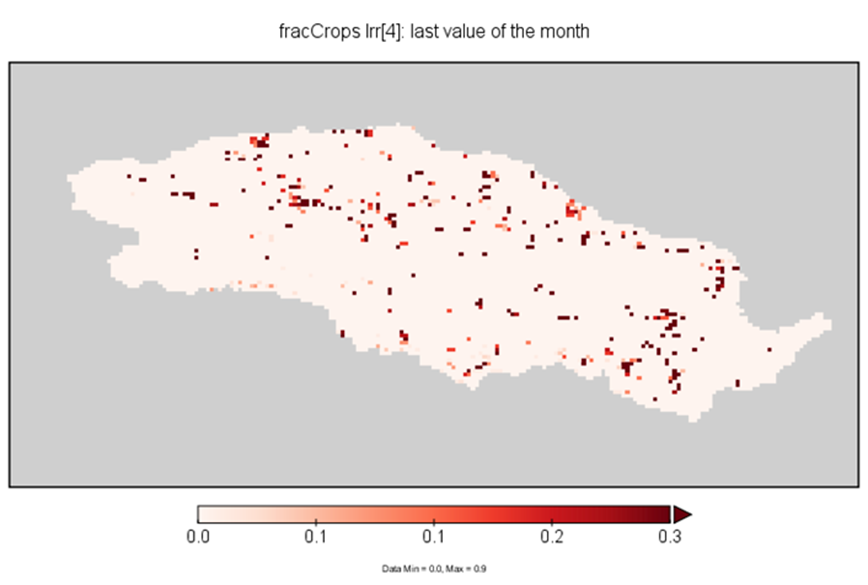 fracCrops Irr[4]: last value of the month
0.0 0.1 0.1 0.2 0.3
Data Min = 0.0, Max = 0.9